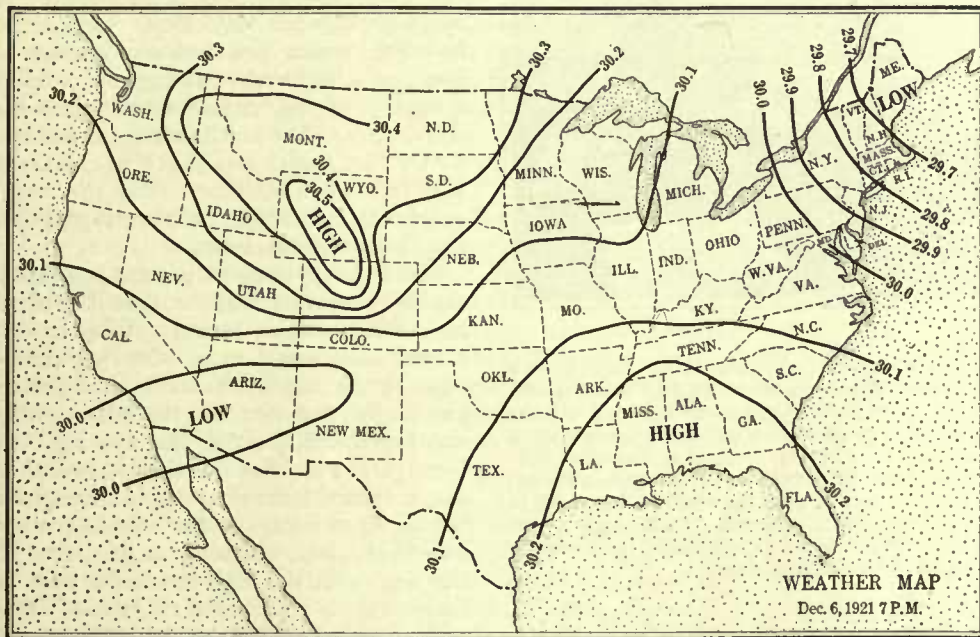 30.3
30.3
30.2
30.1
29.7
29.8
29.9
30.0
30.2
WASH.
MONT.
30.4
N.D.
ME.
LOW
VT.
N.H.
MASS.
CT.
R.I.
N.Y.
29.7
ORE.
IDAHO
30.4
30.5
WYO.
HIGH
S.D.
MINN.
WIS.
MICH.
29.8
29.9
30.0
30.1
NEV.
UTAH
NEB.
IOWA
ILL.
IND.
OHIO
PENN.
N.J.
MD.
DEL.
W.VA.
VA.
CAL.
COLO.
KAN.
MO.
KY.
N.C.
TENN.
30.1
30.0
ARIZ.
LOW
NEW MEX.
OKL.
ARK.
S.C.
MISS.
ALA.
GA.
HIGH
30.0
TEX.
LA.
FLA.
30.2
30.1
30.2
WEATHER MAP
Dec. 6, 1921 7 P.M.